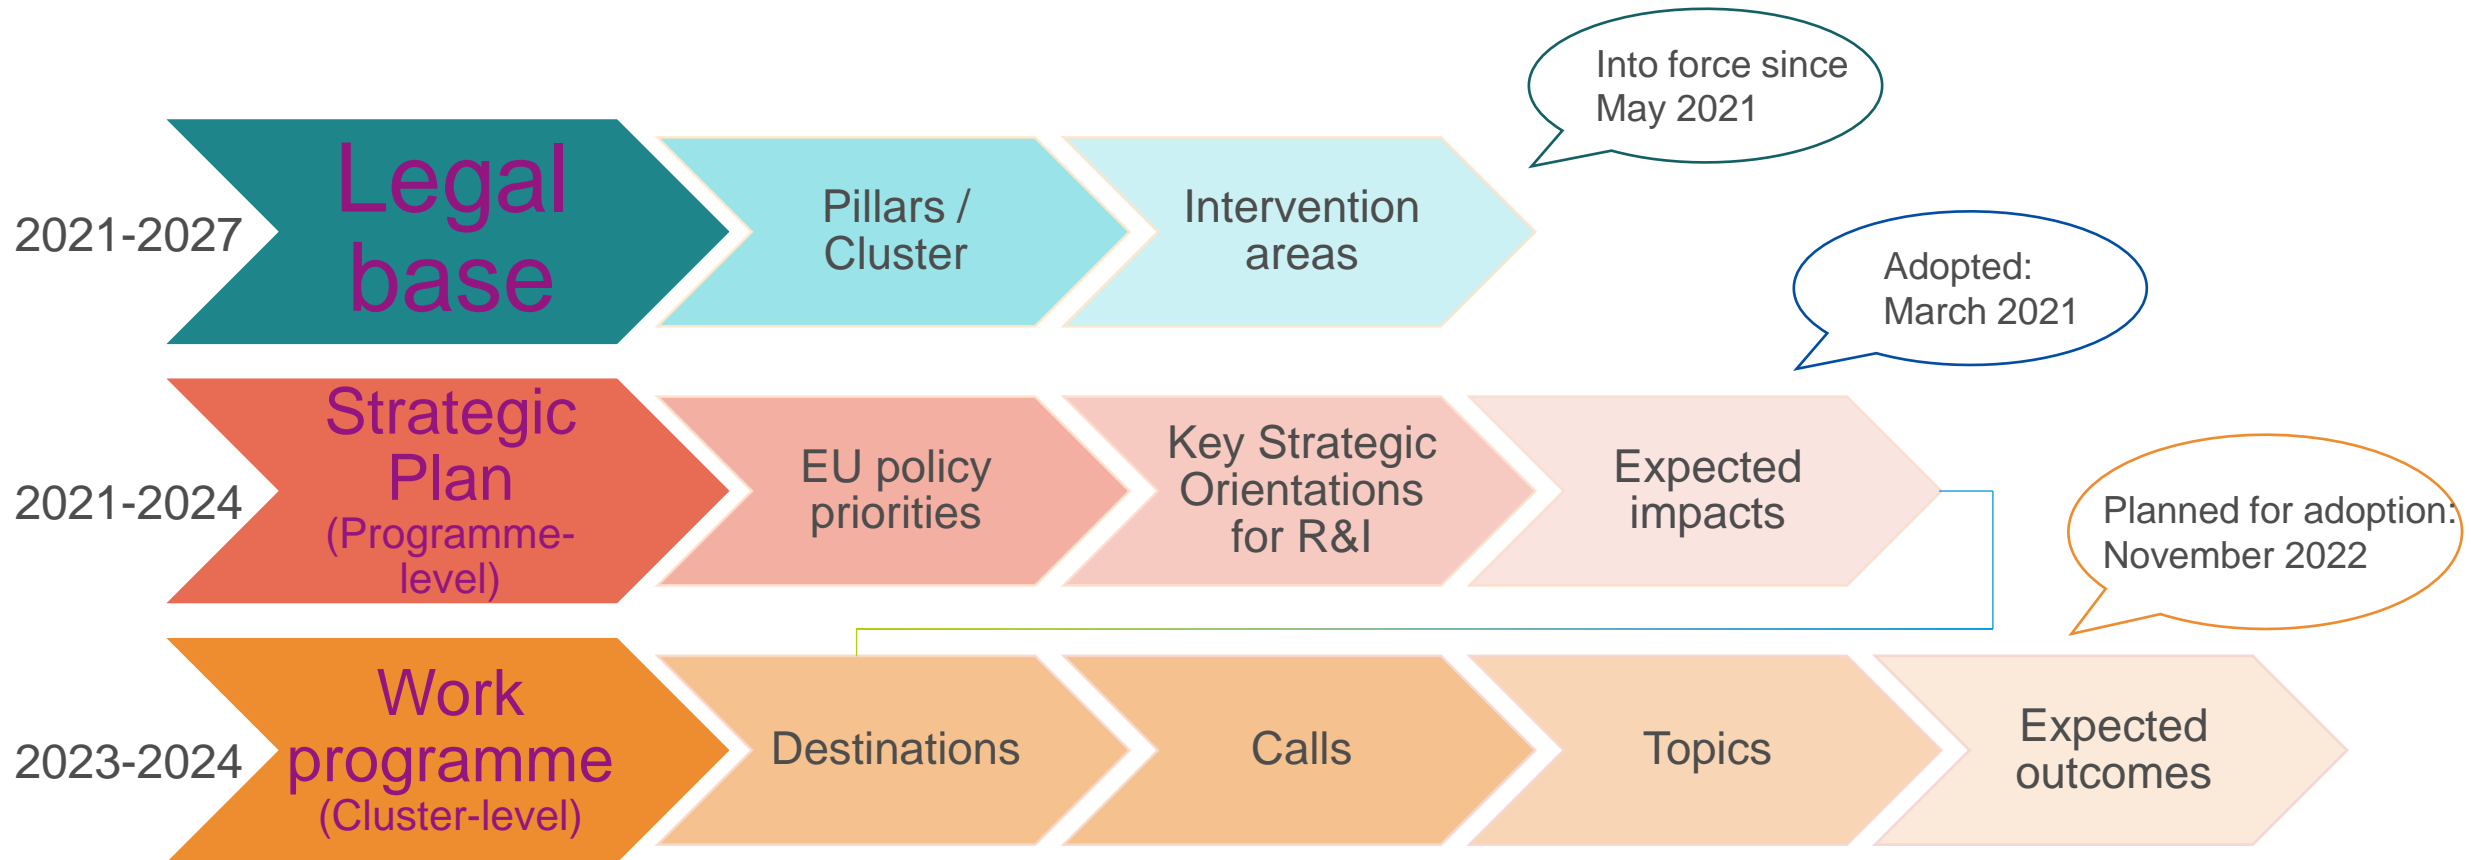 Into force since
May 2021
2021-2027
Legal
base
Pillars /
Cluster
Intervention
areas
Adopted:
March 2021
2021-2024
Strategic
Plan
(Programme-
level)
EU policy
priorities
Key Strategic
Orientations
for R&I
Expected
impacts
Planned for adoption:
November 2022
2023-2024
Work
programme
(Cluster-level)
Destinations
Calls
Topics
Expected
outcomes